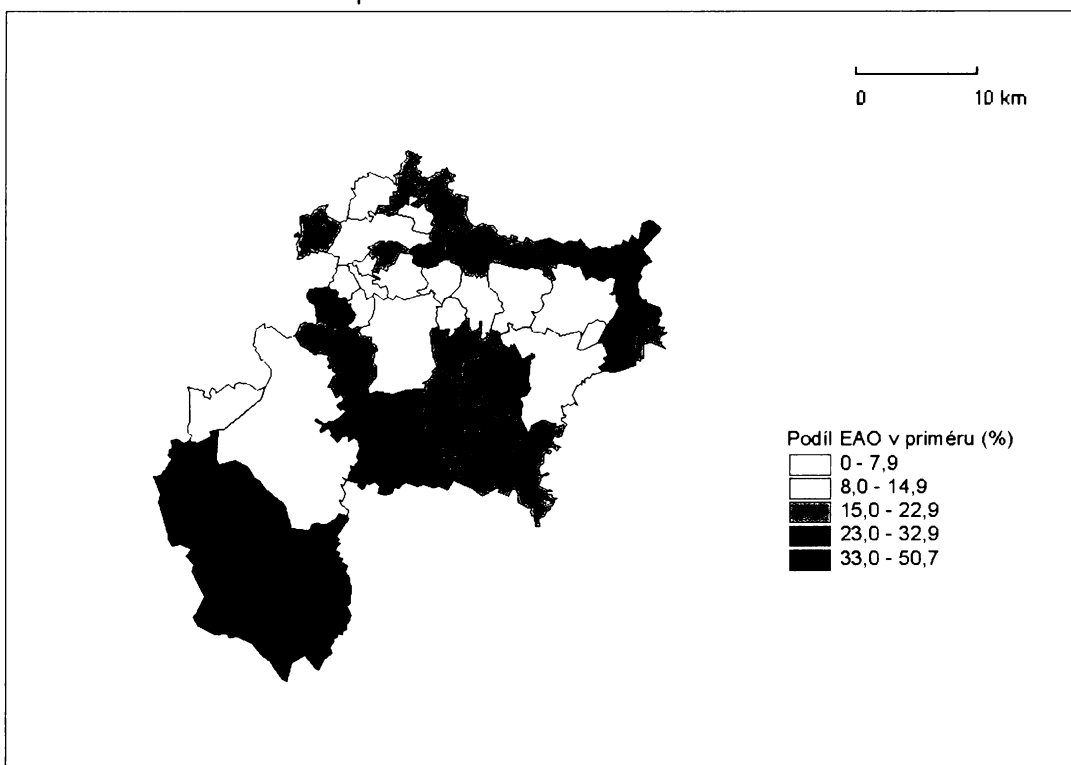 0 10 km
Podíl EAO v priméru (%)
0 - 7,9
8,0 - 14,9
15,0 - 22,9
23,0 - 32,9
33,0 - 50,7